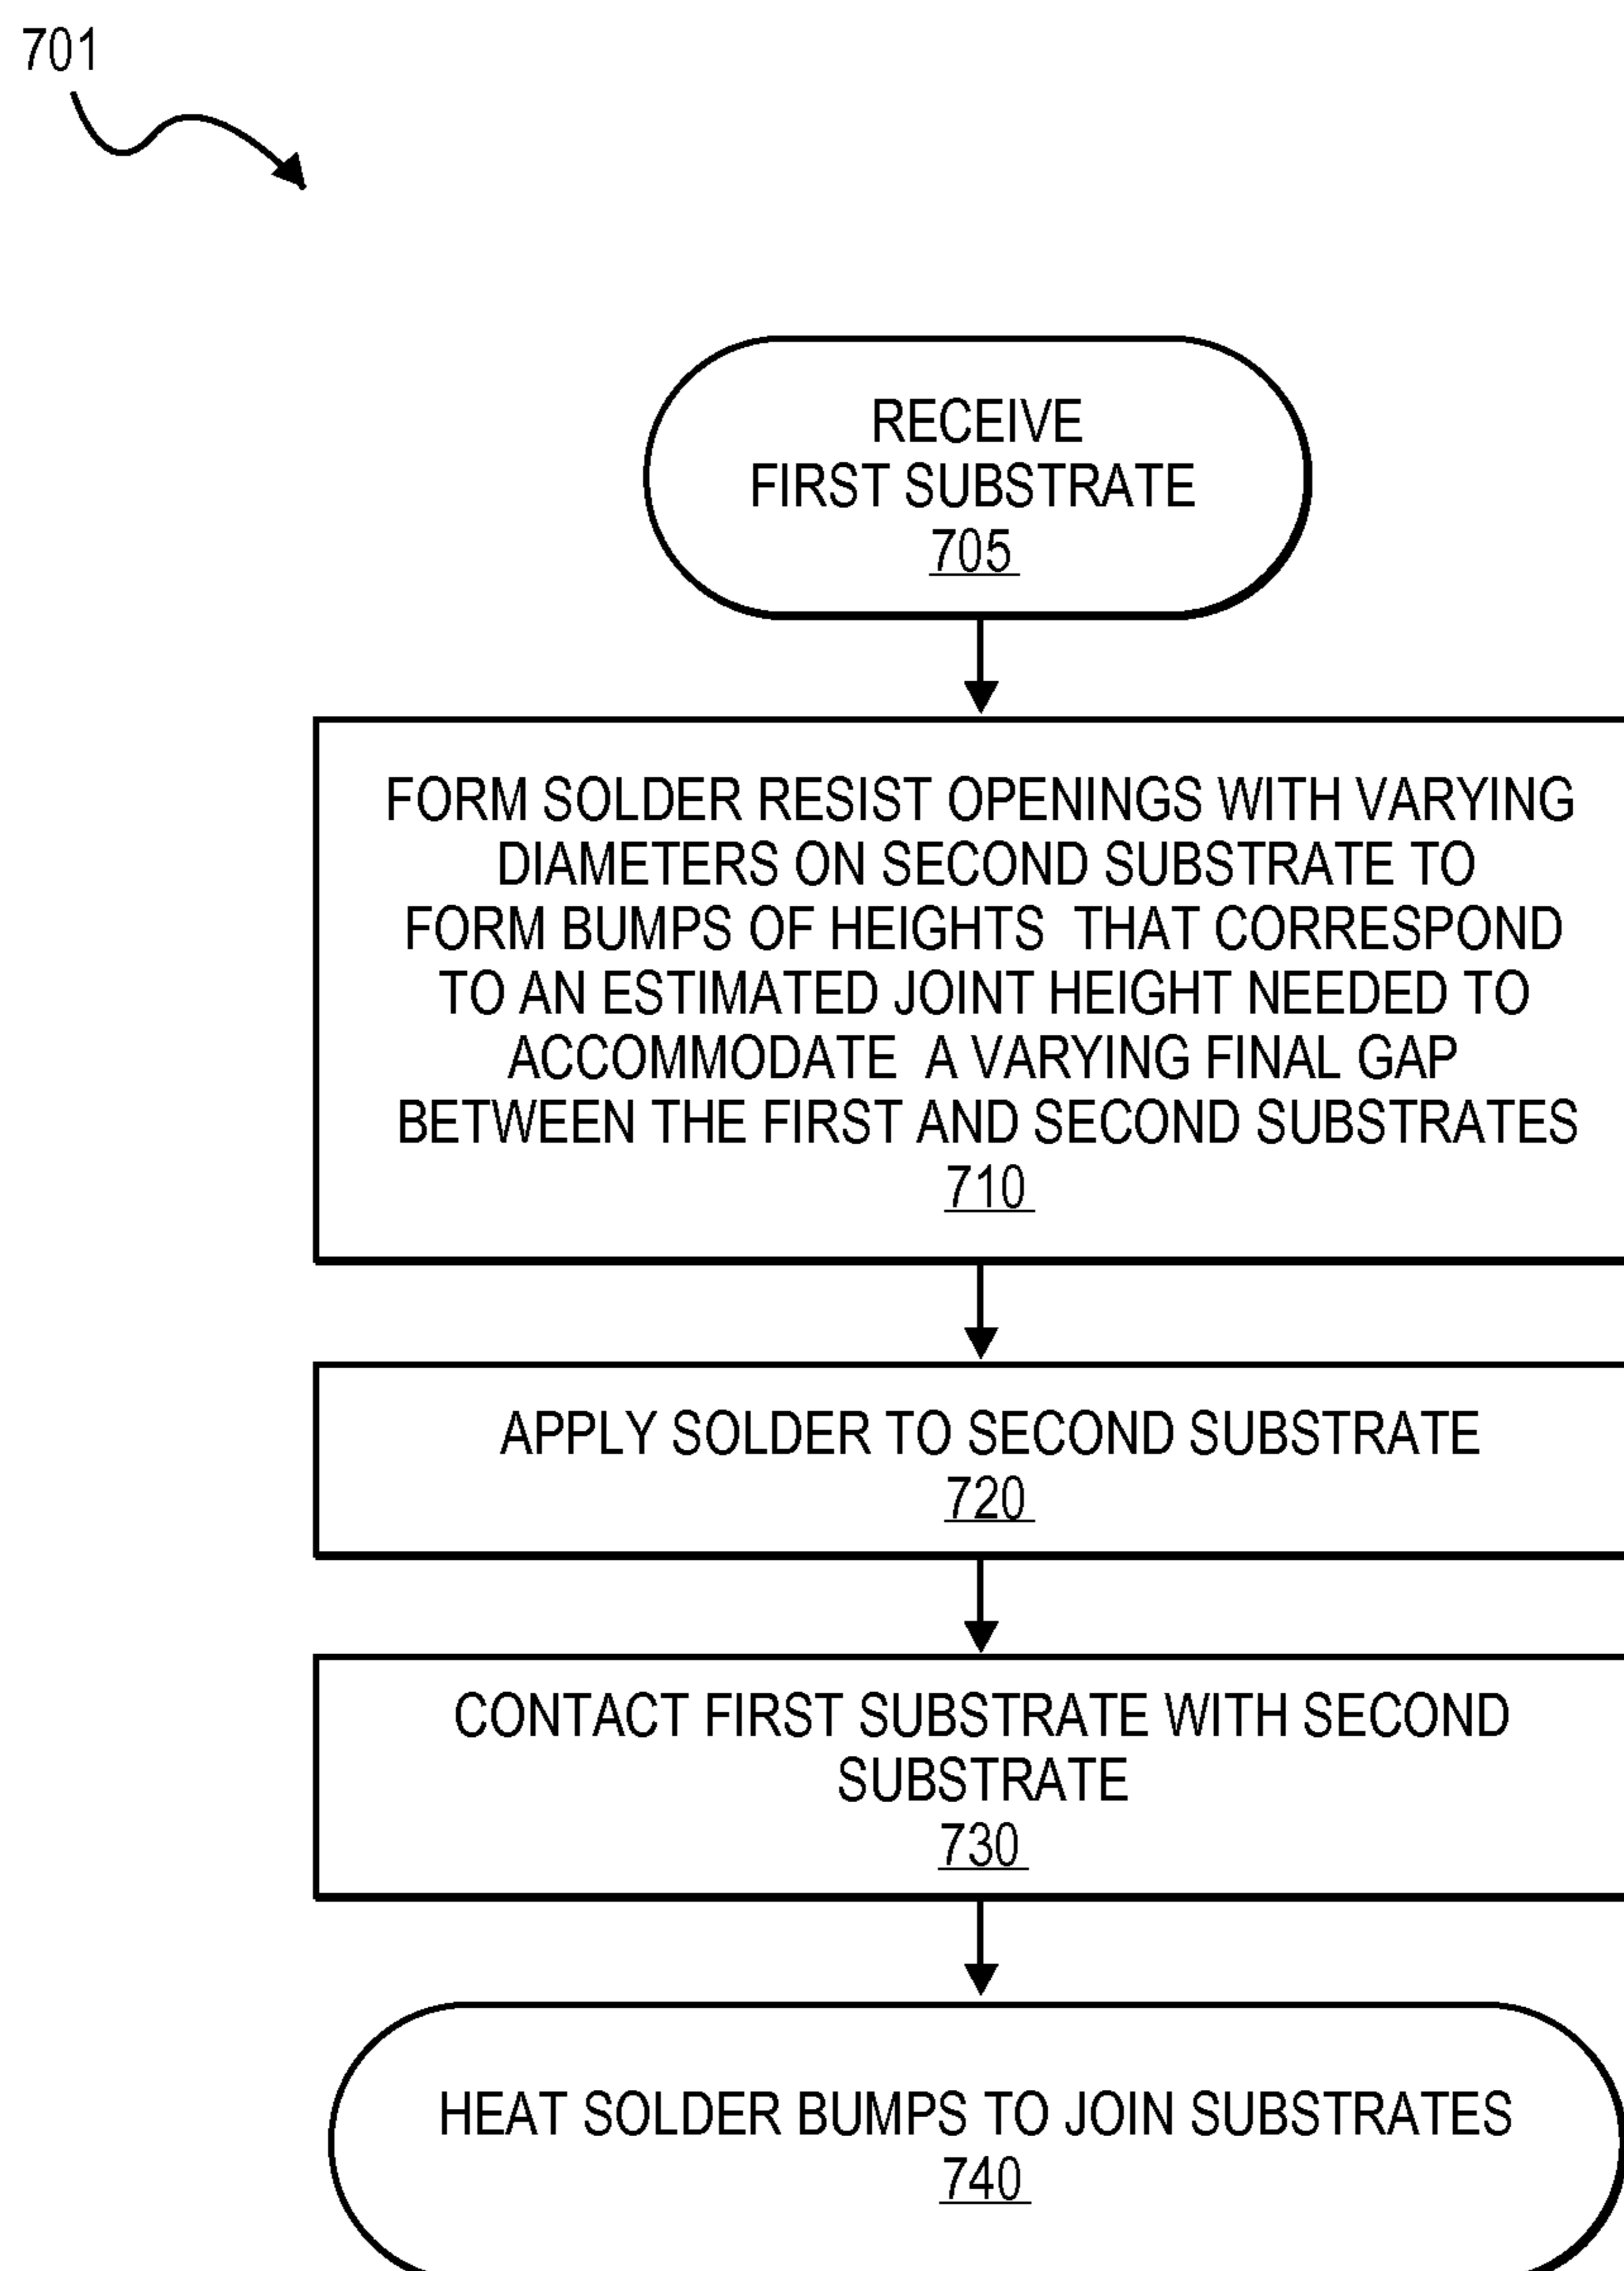 701
RECEIVE
FIRST SUBSTRATE
705
FORM SOLDER RESIST OPENINGS WITH VARYING
DIAMETERS ON SECOND SUBSTRATE TO
FORM BUMPS OF HEIGHTS THAT CORRESPOND
TO AN ESTIMATED JOINT HEIGHT NEEDED TO
ACCOMMODATE A VARYING FINAL GAP
BETWEEN THE FIRST AND SECOND SUBSTRATES
710
APPLY SOLDER TO SECOND SUBSTRATE
720
CONTACT FIRST SUBSTRATE WITH SECOND
SUBSTRATE
730
HEAT SOLDER BUMPS TO JOIN SUBSTRATES
740